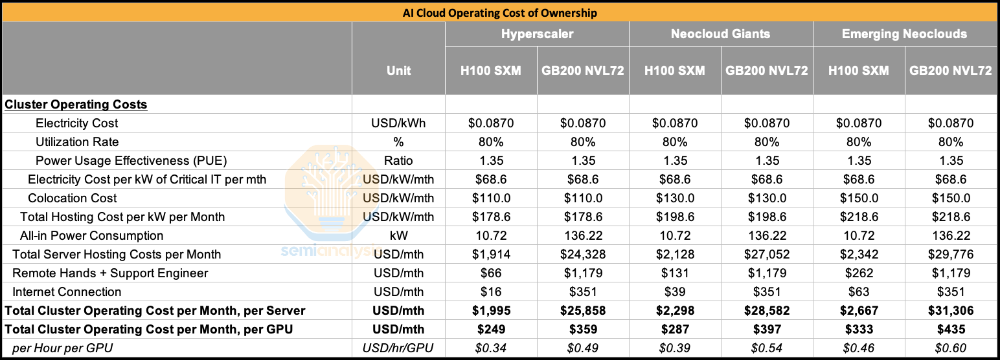 AI Cloud Operating Cost of Ownership
Hyperscaler Neocloud Giants Emerging Neoclouds
Unit H100 SXM GB200 NVL72 H100 SXM GB200 NVL72 H100 SXM GB200 NVL72
Cluster Operating Costs
Electricity Cost USD/kWh $0.0870 $0.0870 $0.0870 $0.0870 $0.0870 $0.0870
Utilization Rate % 80% 80% 80% 80% 80% 80%
Power Usage Effectiveness (PUE) Ratio 1.35 1.35 1.35 1.35 1.35 1.35
Electricity Cost per kW of Critical IT per mth USD/kW/mth $68.6 $68.6 $68.6 $68.6 $68.6 $68.6
Colocation Cost USD/kW/mth $110.0 $110.0 $130.0 $130.0 $150.0 $150.0
Total Hosting Cost per kW per Month USD/kW/mth $178.6 $178.6 $198.6 $198.6 $218.6 $218.6
All-in Power Consumption kW 10.72 136.22 10.72 136.22 10.72 136.22
Total Server Hosting Costs per Month USD/mth $1,914 $24,328 $2,128 $27,052 $2,342 $29,776
semianalysis
Remote Hands + Support Engineer USD/mth $66 $1,179 $131 $1,179 $262 $1,179
Internet Connection USD/mth $16 $351 $39 $351 $63 $351
Total Cluster Operating Cost per Month, per Server USD/mth $1,995 $25,858 $2,298 $28,582 $2,667 $31,306
Total Cluster Operating Cost per Month, per GPU USD/mth $249 $359 $287 $397 $333 $435
per Hour per GPU USD/hr/GPU $0.34 $0.49 $0.39 $0.54 $0.46 $0.60